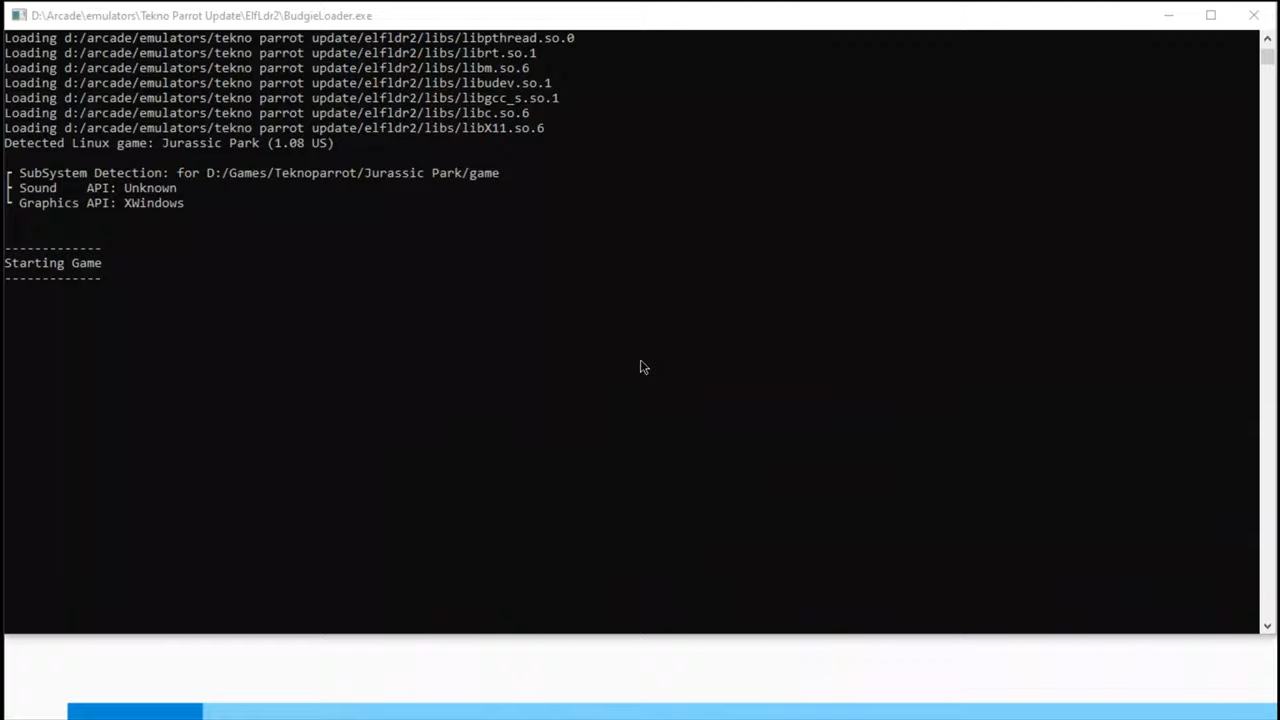 D:\Arcade\emulators\Tekno Parrot Update\ElfLdr2\BudgieLoader.exe
Loading d:/arcade/emulators/tekno parrot update/elfldr2/libs/libpthread.so.0
Loading d:/arcade/emulators/tekno parrot update/elfldr2/libs/librt.so.1
Loading d:/arcade/emulators/tekno parrot update/elfldr2/libs/libm.so.6
Loading d:/arcade/emulators/tekno parrot update/elfldr2/libs/libudev.so.1
Loading d:/arcade/emulators/tekno parrot update/elfldr2/libs/libgcc_s.so.1
Loading d:/arcade/emulators/tekno parrot update/elfldr2/libs/libc.so.6
Loading d:/arcade/emulators/tekno parrot update/elfldr2/libs/libX11.so.6
Detected Linux game: Jurassic Park (1.08 US)
SubSystem Detection: for D:/Games/Teknoparrot/Jurassic Park/game
Sound    API: Unknown
Graphics API: XWindows
-------------
Starting Game
-------------